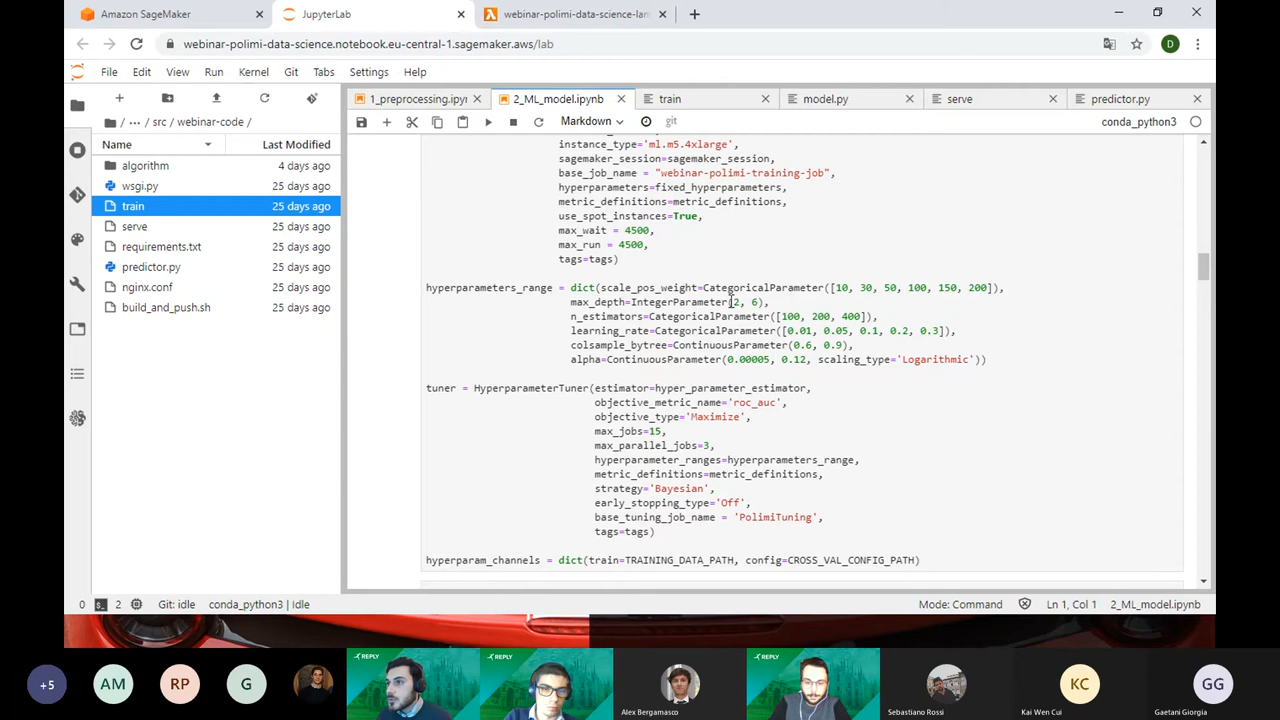 Amazon SageMaker
JupyterLab
webinar-polimi-data-science-lan
webinar-polimi-data-science.notebook.eu-central-1.sagemaker.aws/lab
D
File Edit View Run Kernel Git Tabs Settings Help
1_preprocessing.ipyn
2_ML_model.ipynb
train
model.py
serve
predictor.py
/ ··· / src / webinar-code /
Markdown
git
conda_python3
Name Last Modified
algorithm 4 days ago
wsgi.py 25 days ago
train 25 days ago
serve 25 days ago
requirements.txt 25 days ago
predictor.py 25 days ago
nginx.conf 25 days ago
build_and_push.sh 25 days ago
instance_type='ml.m5.4xlarge',
sagemaker_session=sagemaker_session,
base_job_name = "webinar-polimi-training-job",
hyperparameters=fixed_hyperparameters,
metric_definitions=metric_definitions,
use_spot_instances=True,
max_wait = 4500,
max_run = 4500,
tags=tags)
hyperparameters_range = dict(scale_pos_weight=CategoricalParameter([10, 30, 50, 100, 150, 200]),
max_depth=IntegerParameter(2, 6),
n_estimators=CategoricalParameter([100, 200, 400]),
learning_rate=CategoricalParameter([0.01, 0.05, 0.1, 0.2, 0.3]),
colsample_bytree=ContinuousParameter(0.6, 0.9),
alpha=ContinuousParameter(0.00005, 0.12, scaling_type='Logarithmic'))
tuner = HyperparameterTuner(estimator=hyper_parameter_estimator,
objective_metric_name='roc_auc',
objective_type='Maximize',
max_jobs=15,
max_parallel_jobs=3,
hyperparameter_ranges=hyperparameters_range,
metric_definitions=metric_definitions,
strategy='Bayesian',
early_stopping_type='Off',
base_tuning_job_name = 'PolimiTuning',
tags=tags)
hyperparam_channels = dict(train=TRAINING_DATA_PATH, config=CROSS_VAL_CONFIG_PATH)
0 2 Git: idle conda_python3 | Idle
Mode: Command Ln 1, Col 1 2_ML_model.ipynb
+5
AM
RP
G
REPLY
REPLY
Alex Bergamasco
REPLY
Sebastiano Rossi
KC
Kai Wen Cui
GG
Gaetani Giorgia